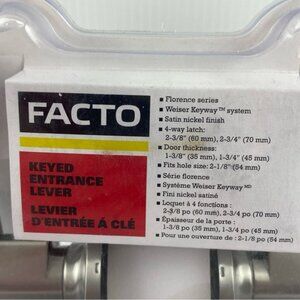 FACTO
KEYED
ENTRANCE
LEVER
LEVIER
D'ENTRÉE À CLÉ
▪ Florence series
▪ Weiser Keyway™ system
▪ Satin nickel finish
▪ 4-way latch:
2-3/8" (60 mm), 2-3/4" (70 mm)
▪ Door thickness:
1-3/8" (35 mm), 1-3/4" (45 mm)
▪ Fits hole size: 2-1/8" (54 mm)
▪ Série florence
▪ Système Weiser Keyway MD
▪ Fini nickel satiné
▪ Loquet à 4 fonctions :
2-3/8 po (60 mm), 2-3/4 po (70 mm)
▪ Épaisseur de la porte :
1-3/8 po (35 mm), 1-3/4 po (45 mm)
▪ Pour une ouverture de : 2-1/8 po (54 mm)